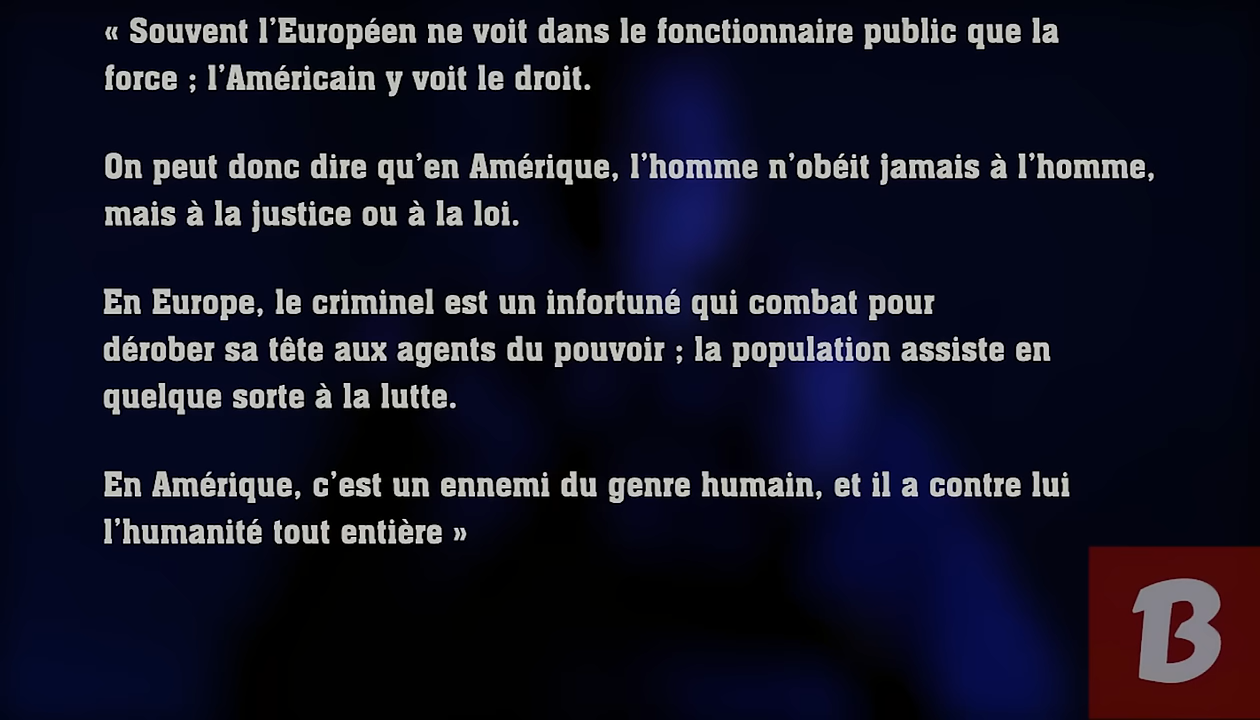 « Souvent l’Européen ne voit dans le fonctionnaire public que la
force ; l’Américain y voit le droit.
On peut donc dire qu’en Amérique, l’homme n’obéit jamais à l’homme,
mais à la justice ou à la loi.
En Europe, le criminel est un infortuné qui combat pour
dérober sa tête aux agents du pouvoir ; la population assiste en
quelque sorte à la lutte.
En Amérique, c’est un ennemi du genre humain, et il a contre lui
l’humanité tout entière »
B